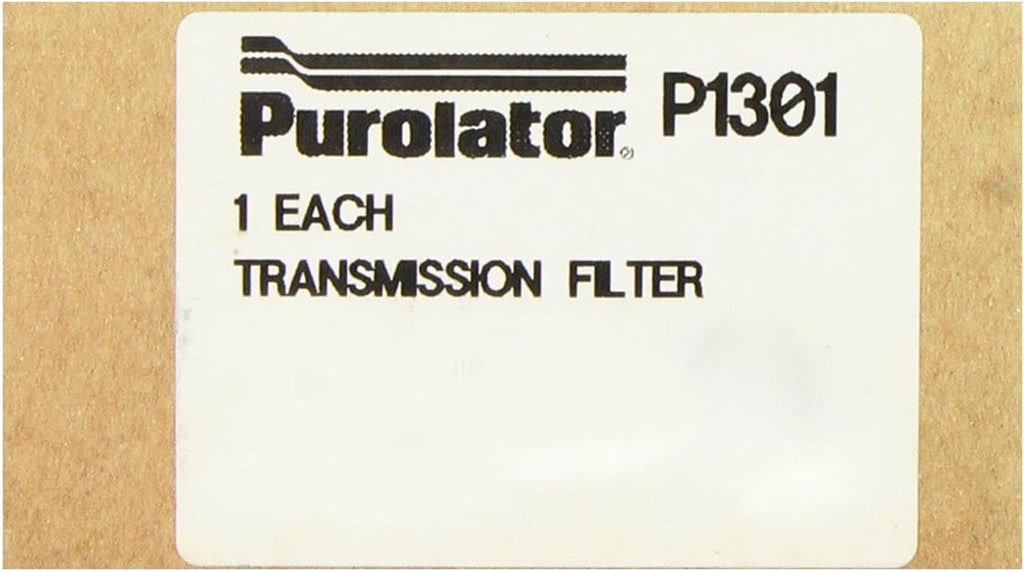 Purolator® P1301
1 EACH
TRANSMISSION FILTER